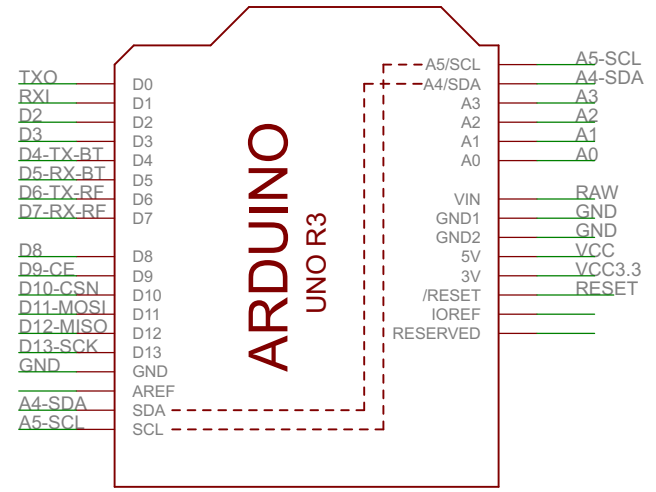 TXO D0
RXI D1
D2 D2
D3 D3
D4-TX-BT D4
D5-RX-BT D5
D6-TX-RF D6
D7-RX-RF D7
D8 D8
D9-CE D9
D10-CSN D10
D11-MOSI D11
D12-MISO D12
D13-SCK D13
GND GND
AREF
A4-SDA SDA
A5-SCL SCL
ARDUINO
UNO R3
A5/SCL A5-SCL
A4/SDA A4-SDA
A3 A3
A2 A2
A1 A1
A0 A0
VIN RAW
GND1 GND
GND2 GND
5V VCC
3V VCC3.3
/RESET RESET
IOREF
RESERVED